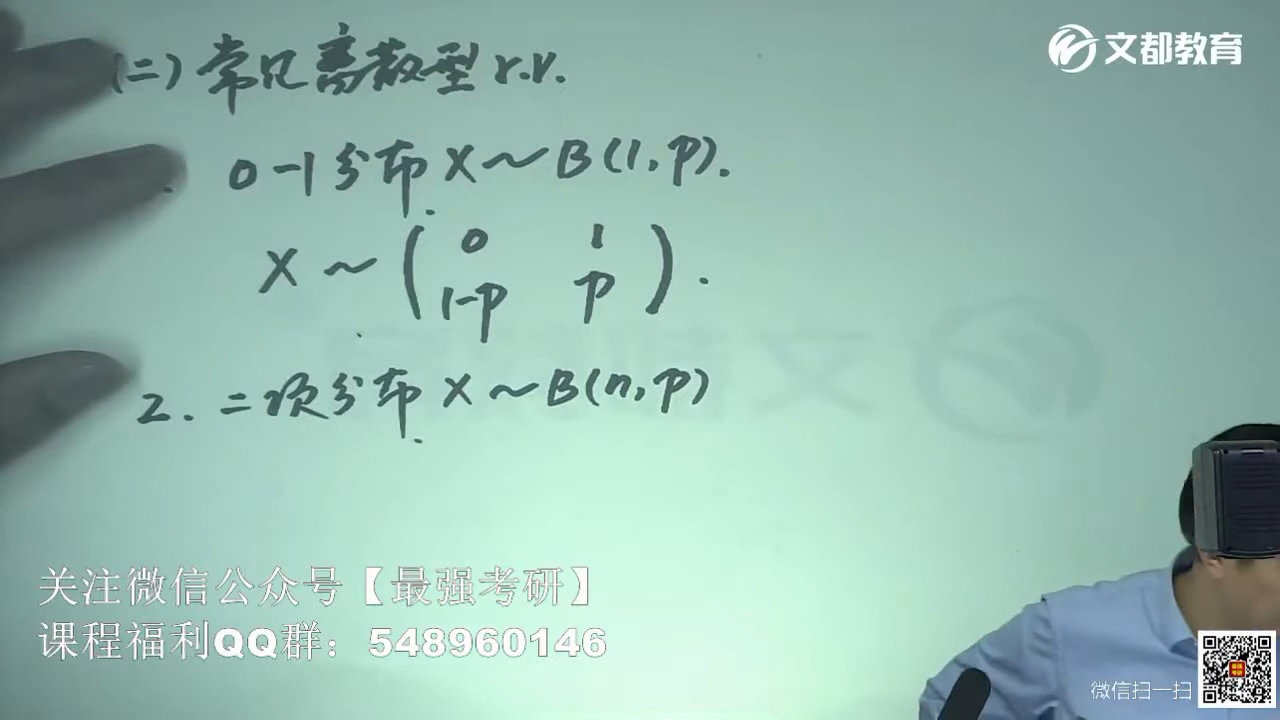 文都教育
(二)常见离散型 r.v.
0-1分布 X~B(1,p).
X ~ ( 0 1
1-p p ).
2. 二项分布 X~B(n,p)
关注微信公众号【最强考研】
课程福利QQ群：548960146
微信扫一扫